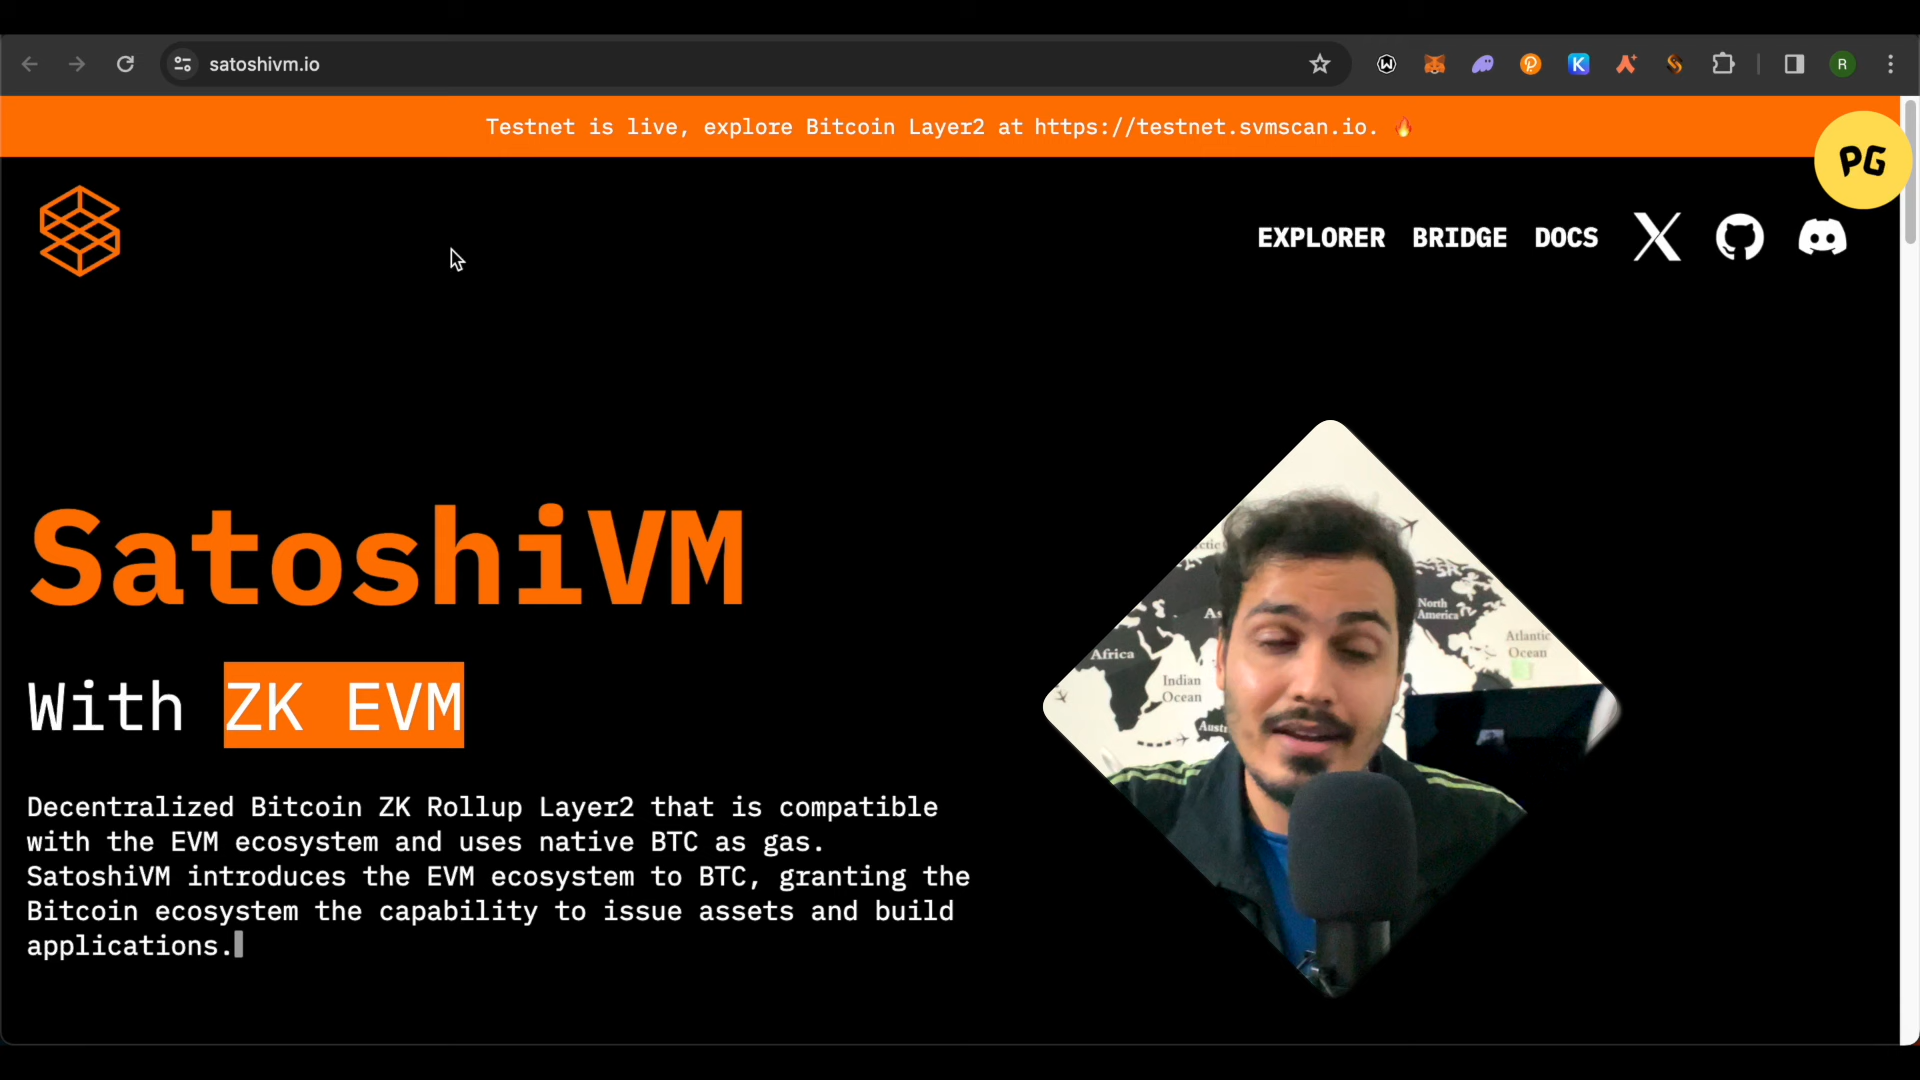 satoshivm.io
R
Testnet is live, explore Bitcoin Layer2 at https://testnet.svmscan.io. 🔥
PG
EXPLORER BRIDGE DOCS
SatoshiVM
With ZK EVM
Decentralized Bitcoin ZK Rollup Layer2 that is compatible
with the EVM ecosystem and uses native BTC as gas.
SatoshiVM introduces the EVM ecosystem to BTC, granting the
Bitcoin ecosystem the capability to issue assets and build
applications.
North
America
Atlantic
Ocean
Africa
Indian
Ocean